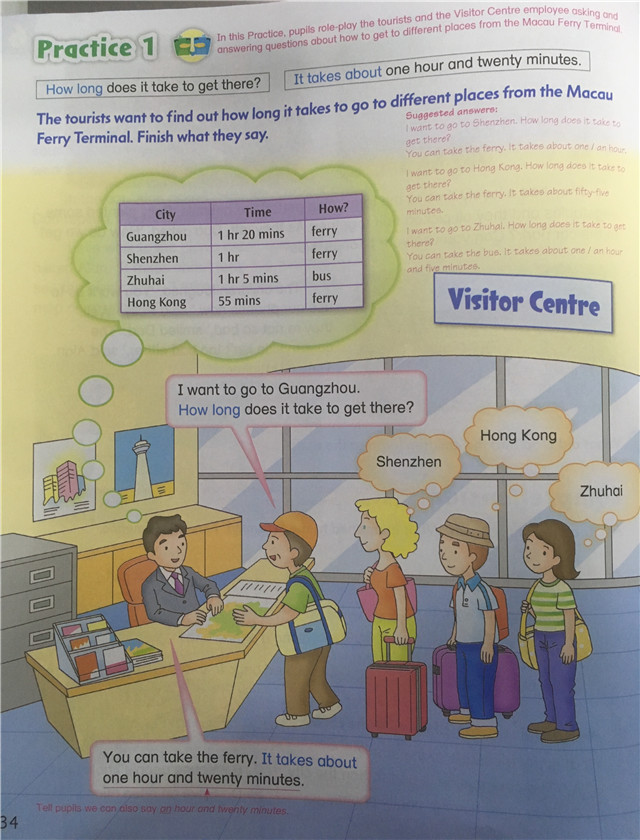 Practice 1
In this Practice, pupils role-play the tourists and the Visitor Centre employee asking and
answering questions about how to get to different places from the Macau Ferry Terminal.
How long does it take to get there?
It takes about one hour and twenty minutes.
The tourists want to find out how long it takes to go to different places from the Macau
Ferry Terminal. Finish what they say.
Suggested answers:
I want to go to Shenzhen. How long does it take to
get there?
You can take the ferry. It takes about one / an hour.
I want to go to Hong Kong. How long does it take to
get there?
You can take the ferry. It takes about fifty-five
minutes.
I want to go to Zhuhai. How long does it take to get
there?
You can take the bus. It takes about one / an hour
and five minutes.
City Time How?
Guangzhou 1 hr 20 mins ferry
Shenzhen 1 hr ferry
Zhuhai 1 hr 5 mins bus
Hong Kong 55 mins ferry
Visitor Centre
I want to go to Guangzhou.
How long does it take to get there?
Shenzhen
Hong Kong
Zhuhai
You can take the ferry. It takes about
one hour and twenty minutes.
Tell pupils we can also say an hour and twenty minutes.
34